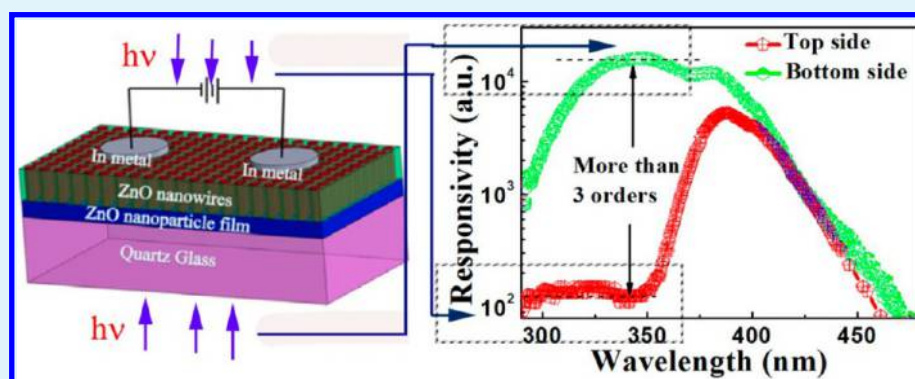 hν
In metal
In metal
ZnO nanowires
ZnO nanoparticle film
Quartz Glass
hν
Responsivity (a.u.)
10⁴
10³
10²
Top side
Bottom side
More than
3 orders
300
350
400
450
Wavelength (nm)